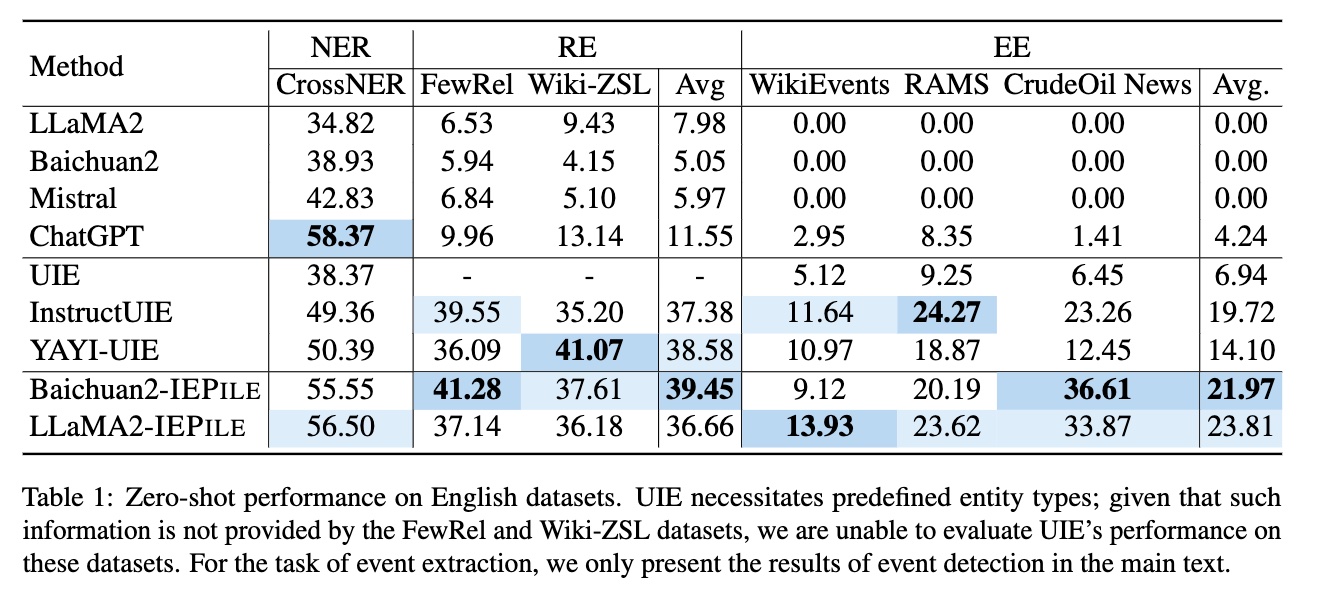 Method NER RE EE
CrossNER FewRel Wiki-ZSL Avg WikiEvents RAMS CrudeOil News Avg.
LLaMA2 34.82 6.53 9.43 7.98 0.00 0.00 0.00 0.00
Baichuan2 38.93 5.94 4.15 5.05 0.00 0.00 0.00 0.00
Mistral 42.83 6.84 5.10 5.97 0.00 0.00 0.00 0.00
ChatGPT 58.37 9.96 13.14 11.55 2.95 8.35 1.41 4.24
UIE 38.37 - - - 5.12 9.25 6.45 6.94
InstructUIE 49.36 39.55 35.20 37.38 11.64 24.27 23.26 19.72
YAYI-UIE 50.39 36.09 41.07 38.58 10.97 18.87 12.45 14.10
Baichuan2-IEPILE 55.55 41.28 37.61 39.45 9.12 20.19 36.61 21.97
LLaMA2-IEPILE 56.50 37.14 36.18 36.66 13.93 23.62 33.87 23.81
Table 1: Zero-shot performance on English datasets. UIE necessitates predefined entity types; given that such
information is not provided by the FewRel and Wiki-ZSL datasets, we are unable to evaluate UIE's performance on
these datasets. For the task of event extraction, we only present the results of event detection in the main text.